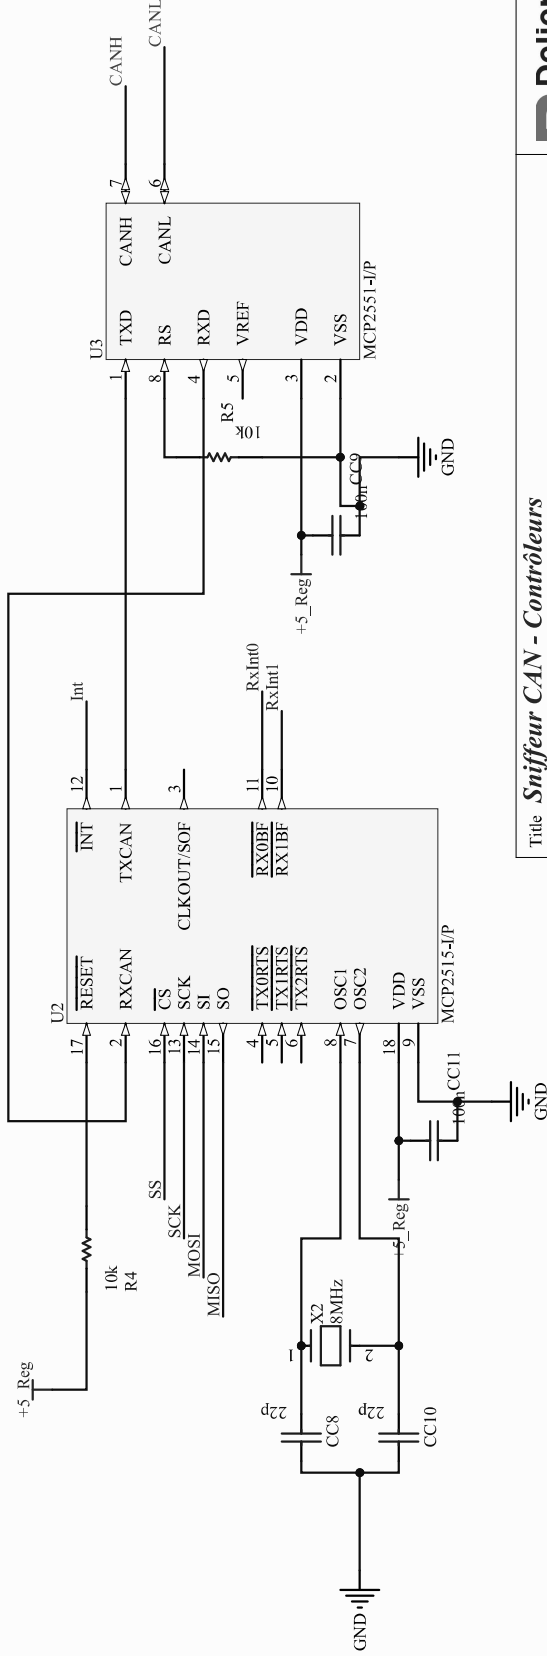 CANH
CANL
7
6
CANH
CANL
U3
TXD
RS
RXD
VREF
VDD
VSS
MCP2551-I/P
1
8
4
5
3
2
R5
10k
CC9
100n
GND
+5_Reg
Int
RxInt0
RxInt1
12
1
3
11
10
INT
TXCAN
CLKOUT/SOF
RX0BF
RX1BF
U2
RESET
RXCAN
CS
SCK
SI
SO
TX0RTS
TX1RTS
TX2RTS
OSC1
OSC2
VDD
VSS
MCP2515-I/P
17
2
16
13
14
15
4
5
6
8
7
18
9
CC11
100n
GND
+5_Reg
SS
SCK
MOSI
MISO
10k
R4
+5_Reg
X2
8MHz
1
2
22p
CC8
22p
CC10
GND
Title Sniffeur CAN - Contrôleurs